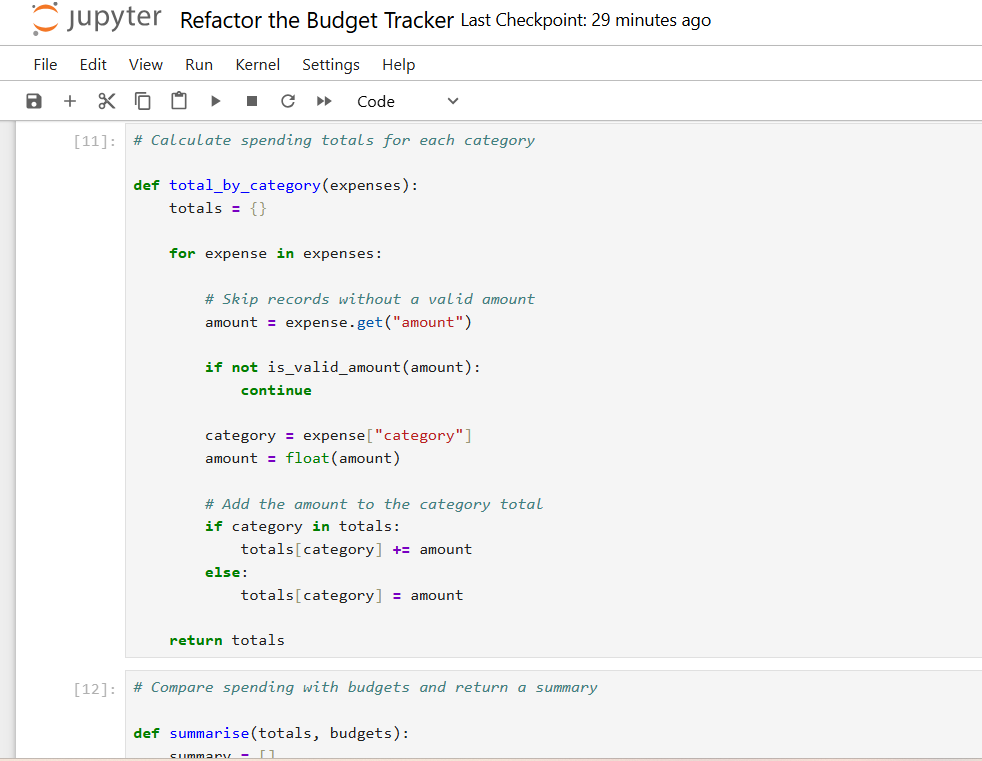 jupyter Refactor the Budget Tracker Last Checkpoint: 29 minutes ago
File Edit View Run Kernel Settings Help
Code
[11]: # Calculate spending totals for each category
def total_by_category(expenses):
    totals = {}
    for expense in expenses:
        # Skip records without a valid amount
        amount = expense.get("amount")
        if not is_valid_amount(amount):
            continue
        category = expense["category"]
        amount = float(amount)
        # Add the amount to the category total
        if category in totals:
            totals[category] += amount
        else:
            totals[category] = amount
    return totals
[12]: # Compare spending with budgets and return a summary
def summarise(totals, budgets):
    summary = []